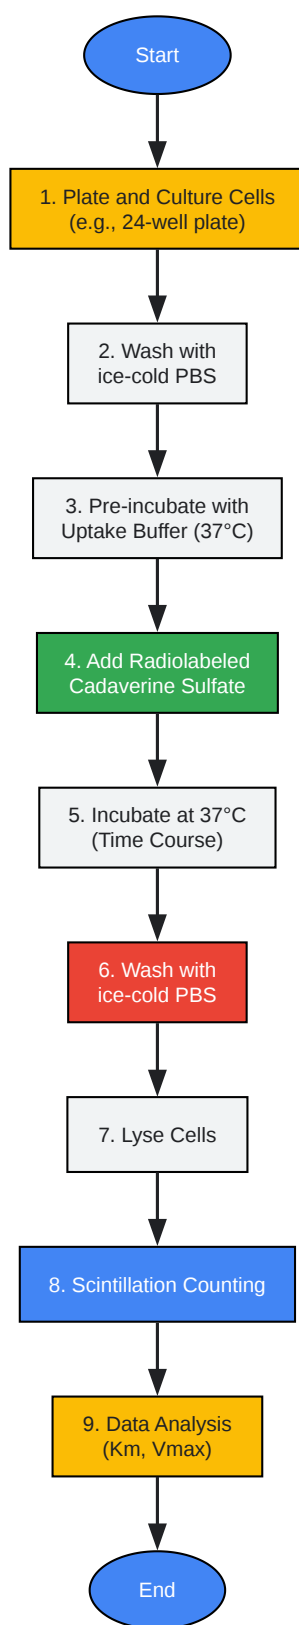 Start
1. Plate and Culture Cells
(e.g., 24-well plate)
2. Wash with
ice-cold PBS
3. Pre-incubate with
Uptake Buffer (37°C)
4. Add Radiolabeled
Cadaverine Sulfate
5. Incubate at 37°C
(Time Course)
6. Wash with
ice-cold PBS
7. Lyse Cells
8. Scintillation Counting
9. Data Analysis
(Km, Vmax)
End